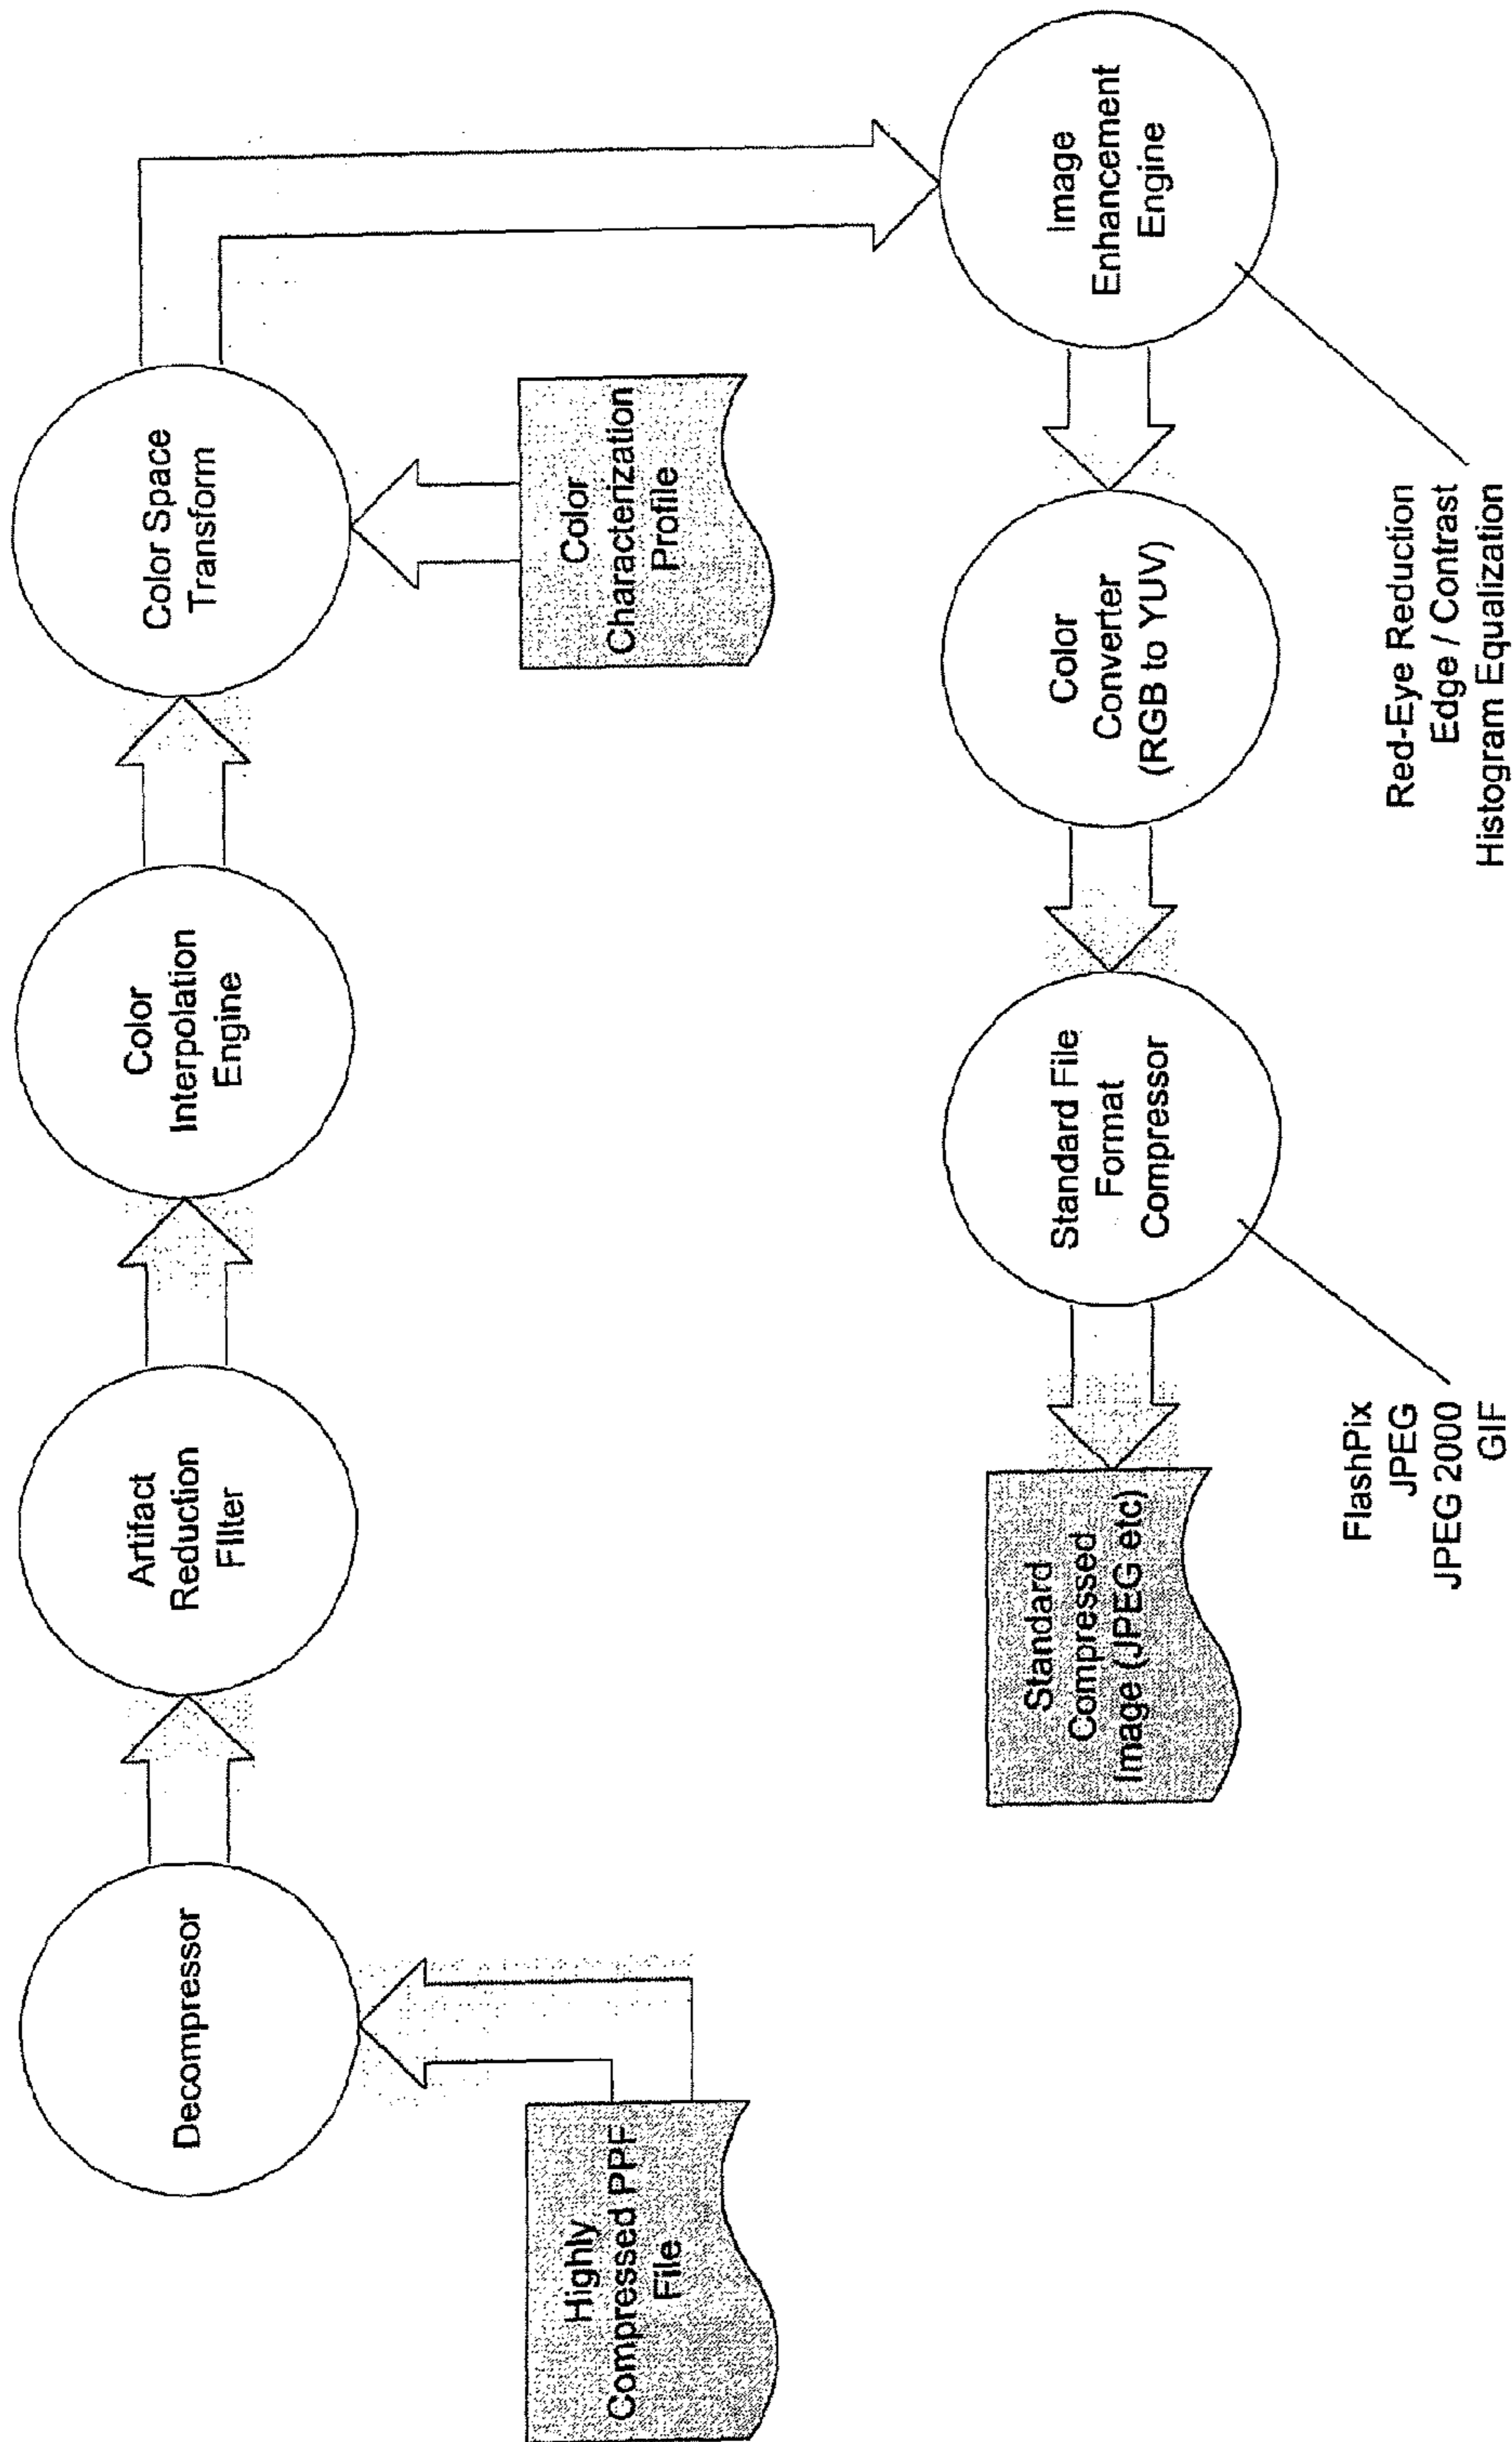 Decompressor
Artifact
Reduction
FIlter
Color
Interpolation
Engine
Color Space
Transform
Highly
Compressed PPF
File
Color
Characterization
Profile
Standard
Compressed
Image (JPEG etc)
Standard File
Format
Compressor
Color
Converter
(RGB to YUV)
Image
Enhancement
Engine
FlashPix
JPEG
JPEG 2000
GIF
Red-Eye Reduction
Edge / Contrast
Histogram Equalization